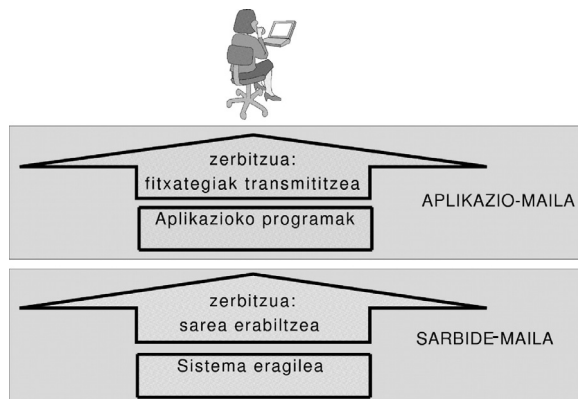 zerbitzua:
fitxategiak transmititzea
Aplikazioko programak
APLIKAZIO-MAILA
zerbitzua:
sarea erabiltzea
SARBIDE-MAILA
Sistema eragilea